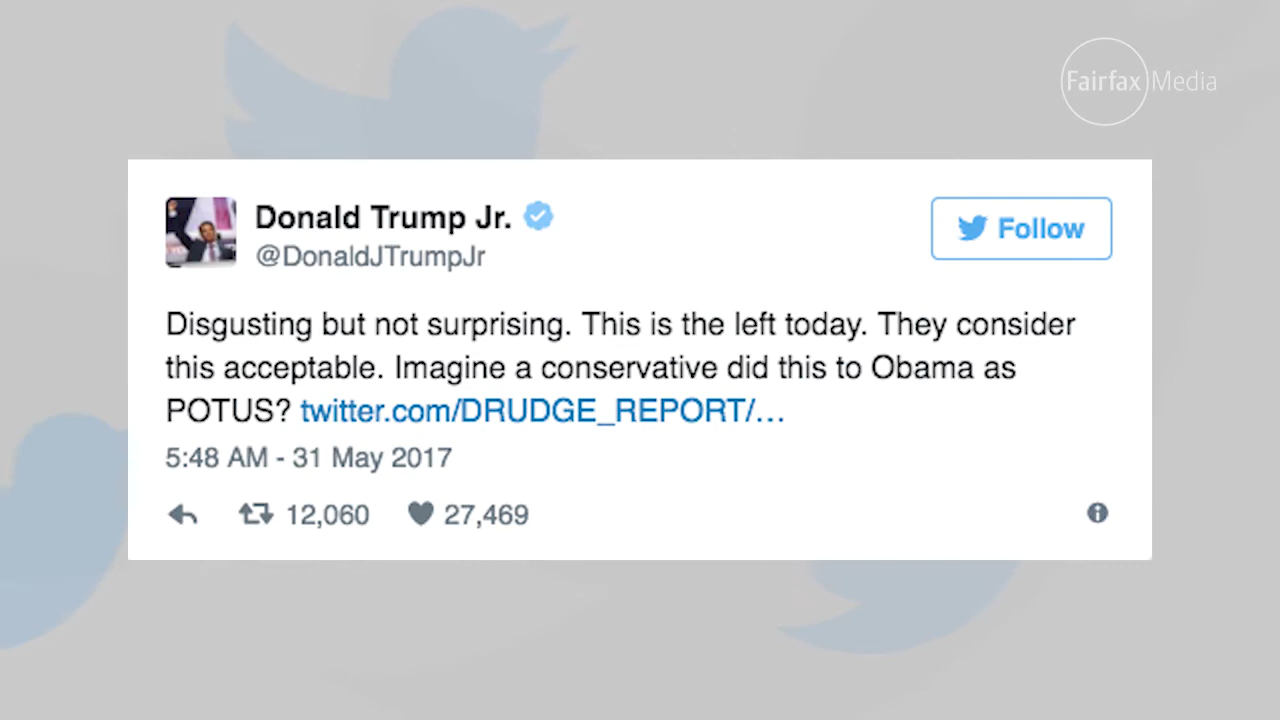 Fairfax Media
Donald Trump Jr.
@DonaldJTrumpJr
Follow
Disgusting but not surprising. This is the left today. They consider
this acceptable. Imagine a conservative did this to Obama as
POTUS? twitter.com/DRUDGE_REPORT/…
5:48 AM - 31 May 2017
12,060 27,469